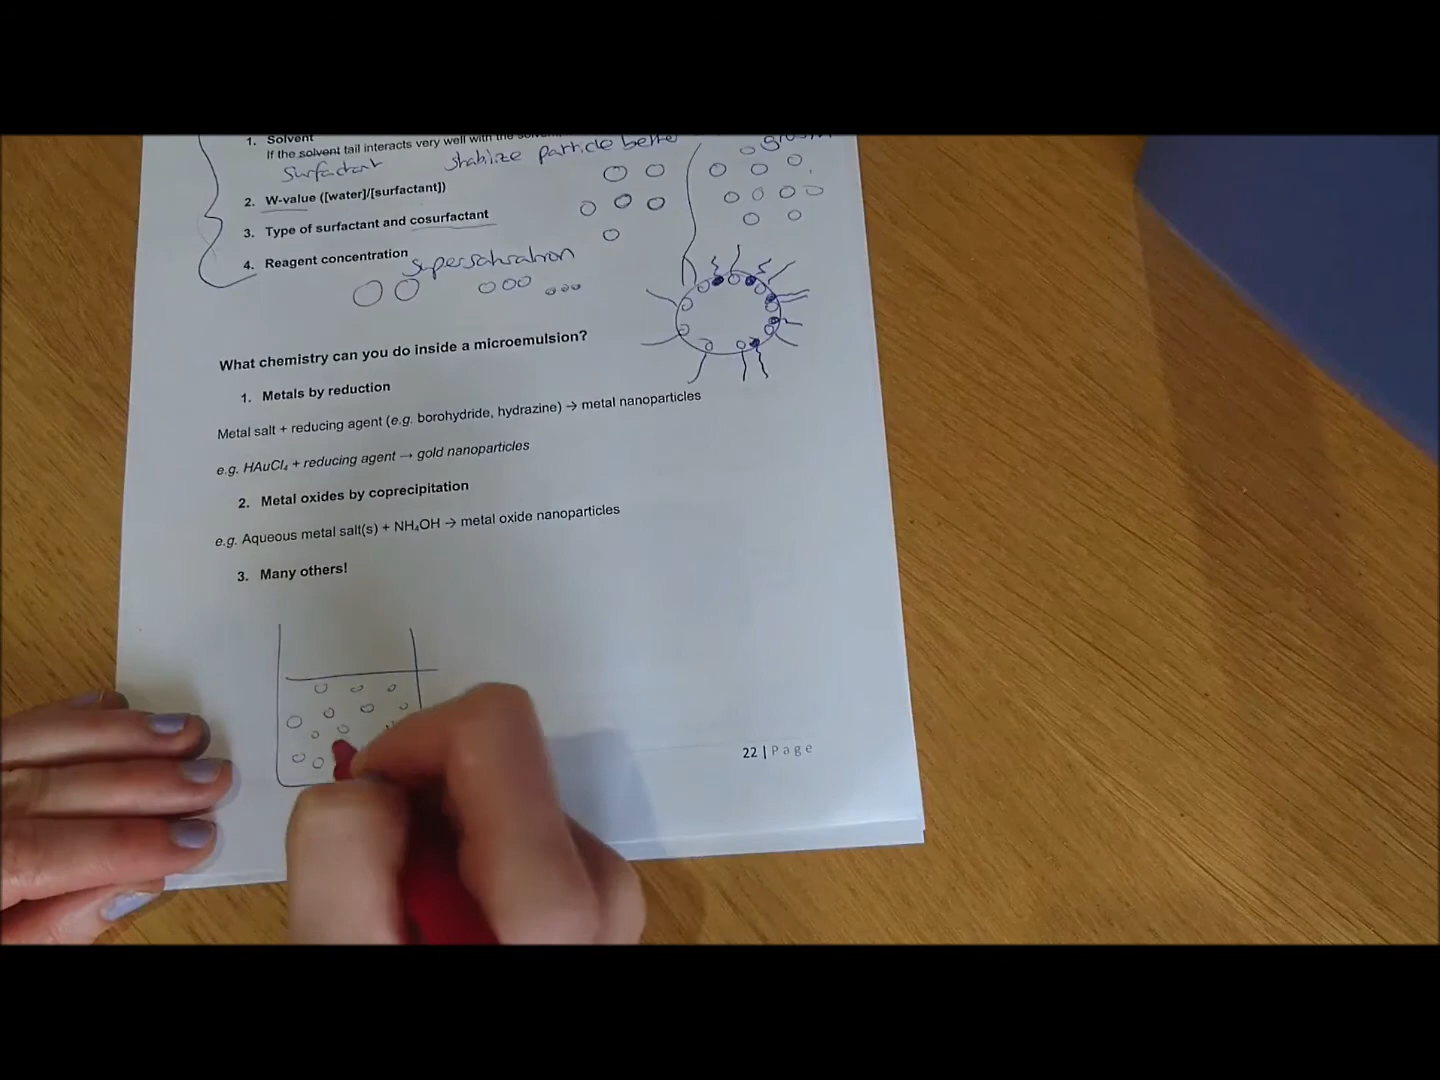 1. Solvent
If the solvent tail interacts very well with the
surfactant stabilize particle better
2. W-value ([water]/[surfactant])
3. Type of surfactant and cosurfactant
4. Reagent concentration
supersaturation
What chemistry can you do inside a microemulsion?
1. Metals by reduction
Metal salt + reducing agent (e.g. borohydride, hydrazine) → metal nanoparticles
e.g. HAuCl₄ + reducing agent → gold nanoparticles
2. Metal oxides by coprecipitation
e.g. Aqueous metal salt(s) + NH₄OH → metal oxide nanoparticles
3. Many others!
22 | Page